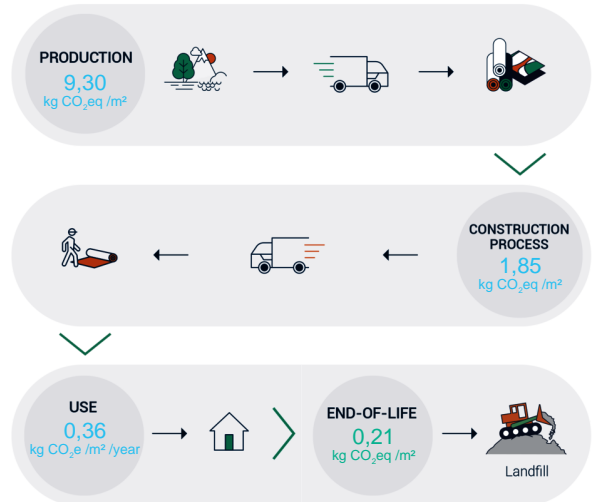 PRODUCTION
9,30
kg CO₂eq /m²
CONSTRUCTION
PROCESS
1,85
kg CO₂eq /m²
USE
0,36
kg CO₂e /m² /year
END-OF-LIFE
0,21
kg CO₂eq /m²
Landfill